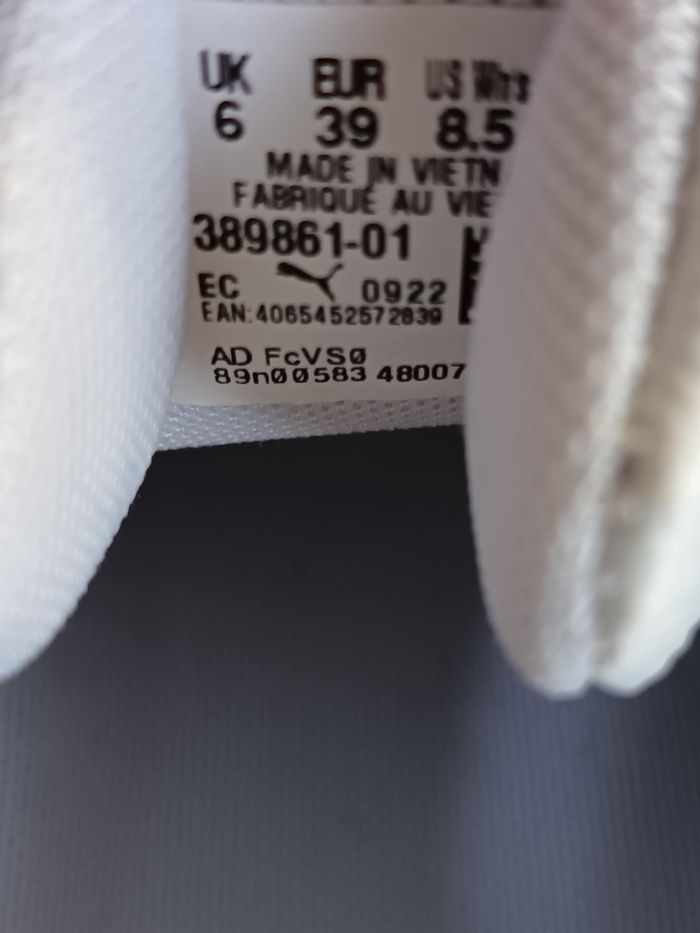 UK EUR US Wn's
6 39 8.5
MADE IN VIETN
FABRIQUÉ AU VIE
389861-01
EC 0922
EAN:4065452572839
AD FcVS0
89n00583 48007